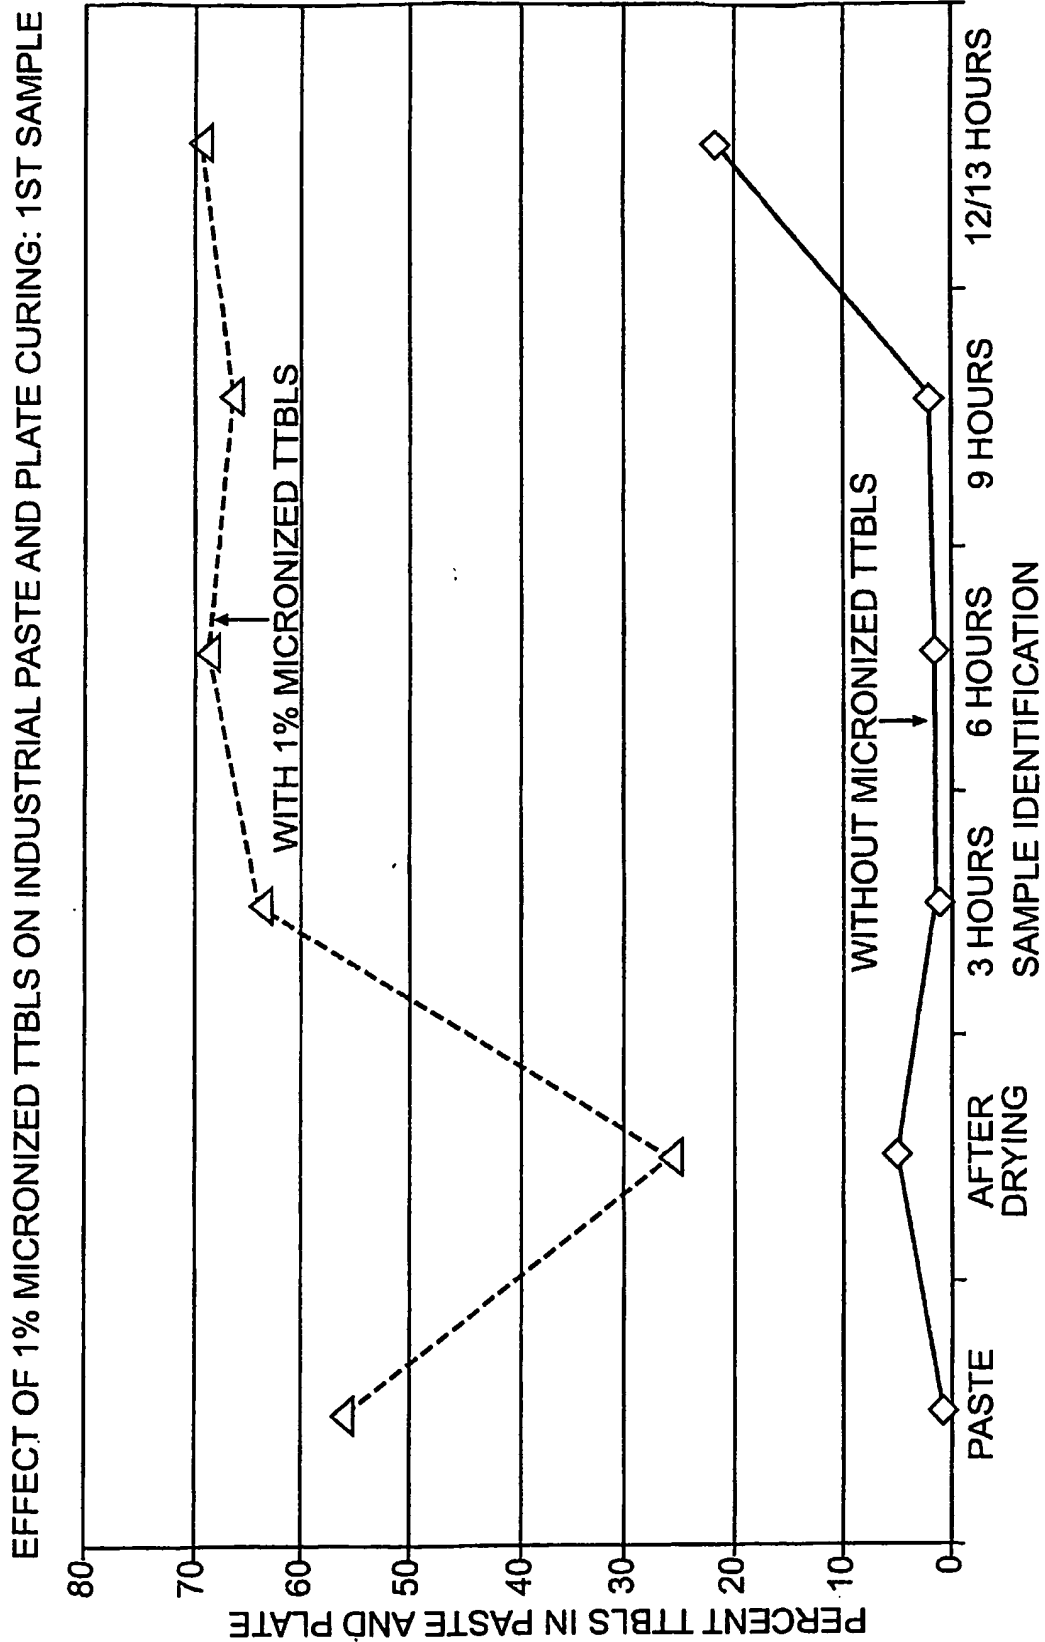 EFFECT OF 1% MICRONIZED TTBLS ON INDUSTRIAL PASTE AND PLATE CURING: 1ST SAMPLE
PERCENT TTBLS IN PASTE AND PLATE
80
70
60
50
40
30
20
10
0
WITH 1% MICRONIZED TTBLS
WITHOUT MICRONIZED TTBLS
PASTE
AFTER
DRYING
3 HOURS
6 HOURS
9 HOURS
12/13 HOURS
SAMPLE IDENTIFICATION